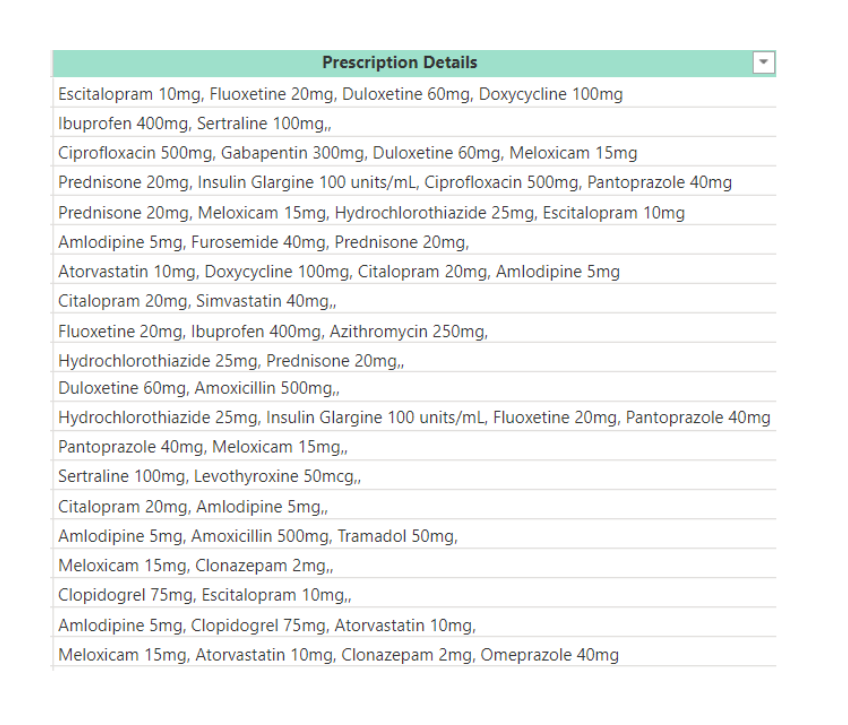 Prescription Details
Escitalopram 10mg, Fluoxetine 20mg, Duloxetine 60mg, Doxycycline 100mg
Ibuprofen 400mg, Sertraline 100mg,,
Ciprofloxacin 500mg, Gabapentin 300mg, Duloxetine 60mg, Meloxicam 15mg
Prednisone 20mg, Insulin Glargine 100 units/mL, Ciprofloxacin 500mg, Pantoprazole 40mg
Prednisone 20mg, Meloxicam 15mg, Hydrochlorothiazide 25mg, Escitalopram 10mg
Amlodipine 5mg, Furosemide 40mg, Prednisone 20mg,
Atorvastatin 10mg, Doxycycline 100mg, Citalopram 20mg, Amlodipine 5mg
Citalopram 20mg, Simvastatin 40mg,,
Fluoxetine 20mg, Ibuprofen 400mg, Azithromycin 250mg,
Hydrochlorothiazide 25mg, Prednisone 20mg,,
Duloxetine 60mg, Amoxicillin 500mg,,
Hydrochlorothiazide 25mg, Insulin Glargine 100 units/mL, Fluoxetine 20mg, Pantoprazole 40mg
Pantoprazole 40mg, Meloxicam 15mg,,
Sertraline 100mg, Levothyroxine 50mcg,,
Citalopram 20mg, Amlodipine 5mg,,
Amlodipine 5mg, Amoxicillin 500mg, Tramadol 50mg,
Meloxicam 15mg, Clonazepam 2mg,,
Clopidogrel 75mg, Escitalopram 10mg,,
Amlodipine 5mg, Clopidogrel 75mg, Atorvastatin 10mg,
Meloxicam 15mg, Atorvastatin 10mg, Clonazepam 2mg, Omeprazole 40mg